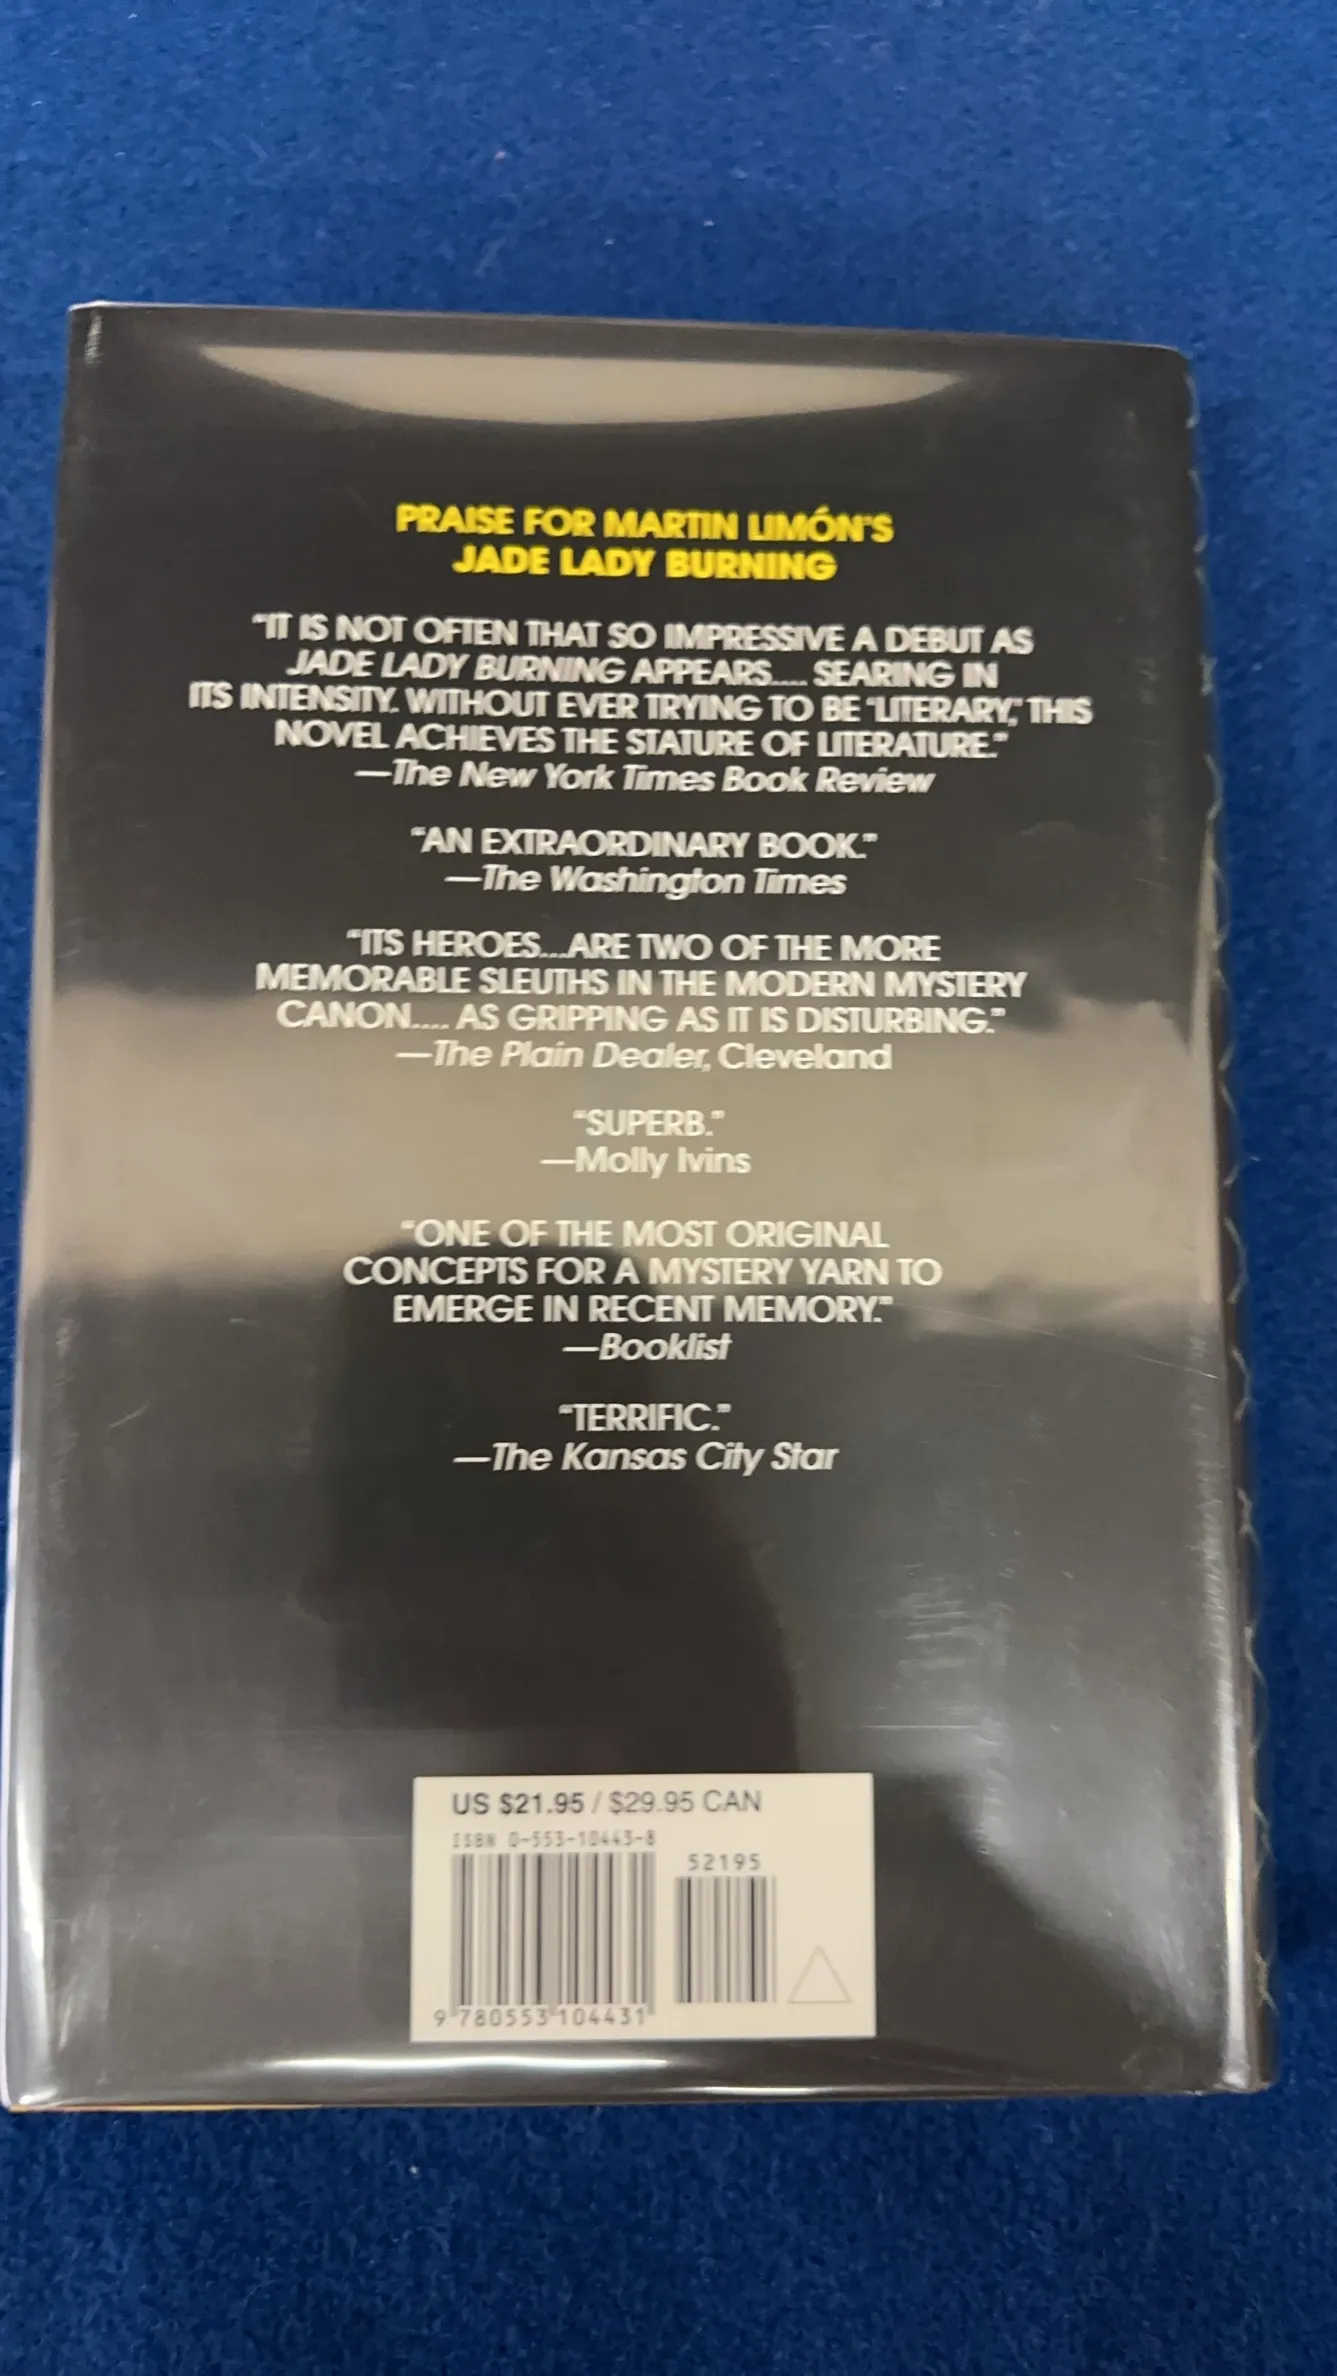 PRAISE FOR MARTIN LIMÓN'S
JADE LADY BURNING
"IT IS NOT OFTEN THAT SO IMPRESSIVE A DEBUT AS
JADE LADY BURNING APPEARS.... SEARING IN
ITS INTENSITY. WITHOUT EVER TRYING TO BE "LITERARY," THIS
NOVEL ACHIEVES THE STATURE OF LITERATURE."
—The New York Times Book Review
"AN EXTRAORDINARY BOOK."
—The Washington Times
"ITS HEROES...ARE TWO OF THE MORE
MEMORABLE SLEUTHS IN THE MODERN MYSTERY
CANON.... AS GRIPPING AS IT IS DISTURBING."
—The Plain Dealer, Cleveland
"SUPERB."
—Molly Ivins
"ONE OF THE MOST ORIGINAL
CONCEPTS FOR A MYSTERY YARN TO
EMERGE IN RECENT MEMORY."
—Booklist
"TERRIFIC."
—The Kansas City Star
US $21.95 / $29.95 CAN
ISBN 0-553-10443-8
52195
9 780553 104431